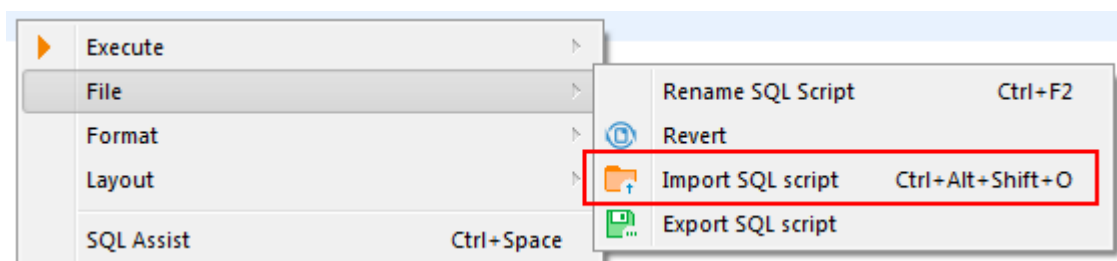 Execute
File
Format
Layout
SQL Assist Ctrl+Space
Rename SQL Script Ctrl+F2
Revert
Import SQL script Ctrl+Alt+Shift+O
Export SQL script